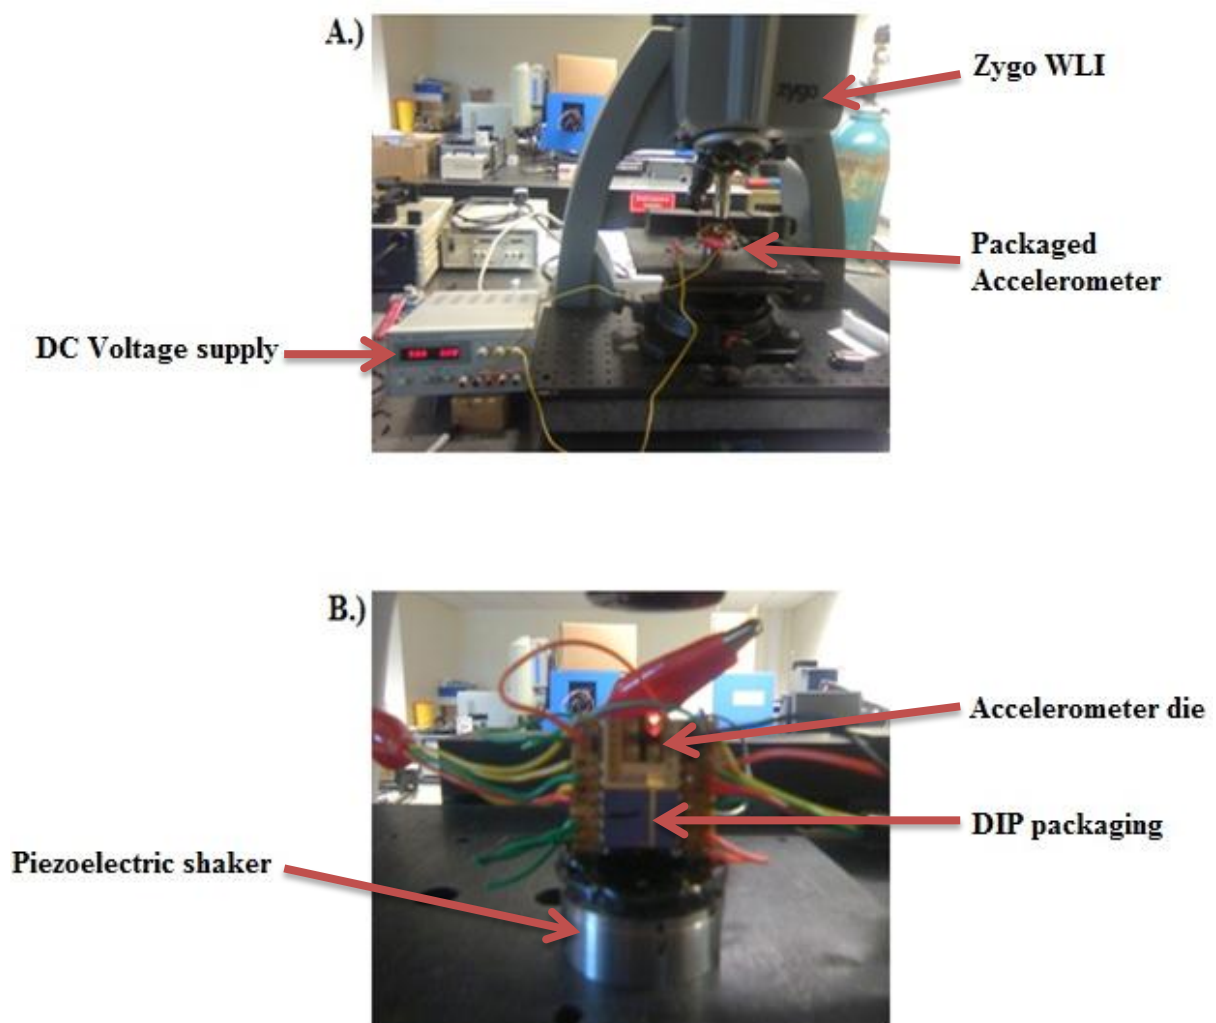 A.)
Zygo WLI
zygo
Packaged
Accelerometer
DC Voltage supply
B.)
Accelerometer die
DIP packaging
Piezoelectric shaker